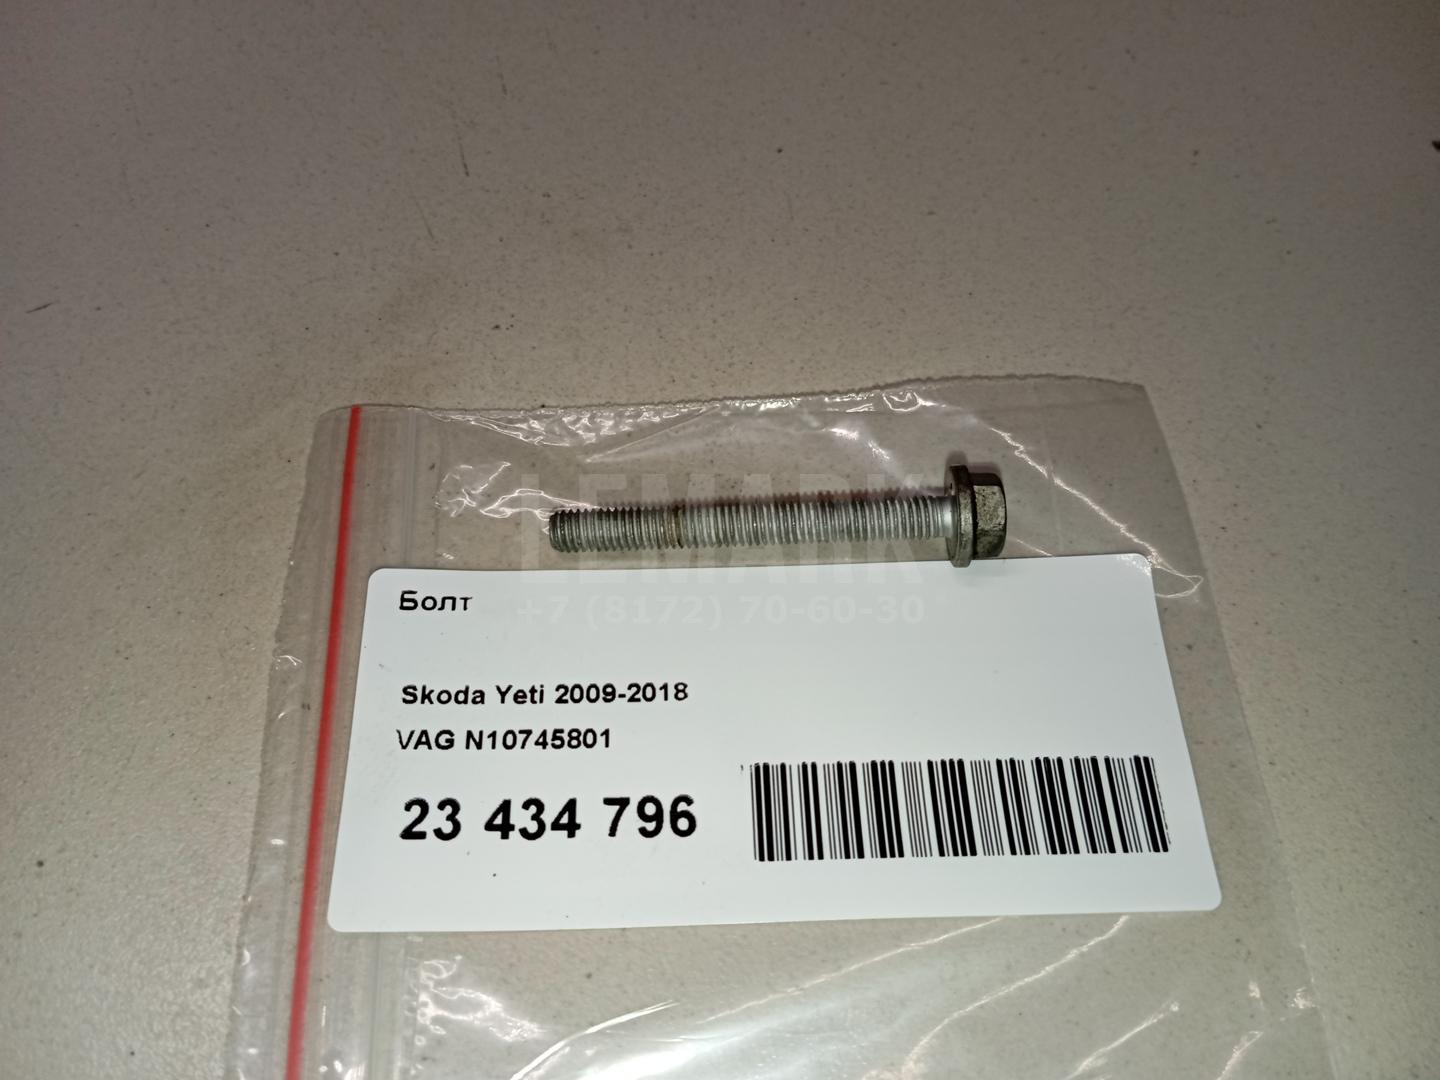 LEMARK
+7 (8172) 70-60-30
Болт
Skoda Yeti 2009-2018
VAG N10745801
23 434 796